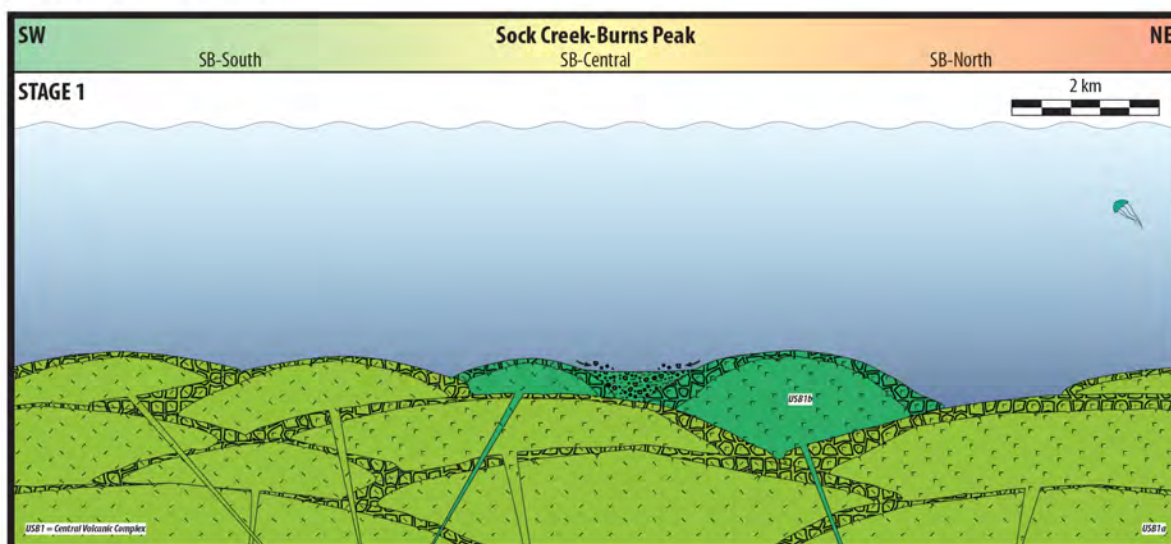 SW Sock Creek-Burns Peak NE
SB-South SB-Central SB-North
STAGE 1
2 km
USB1b
USB1 = Central Volcanic Complex
USB1a